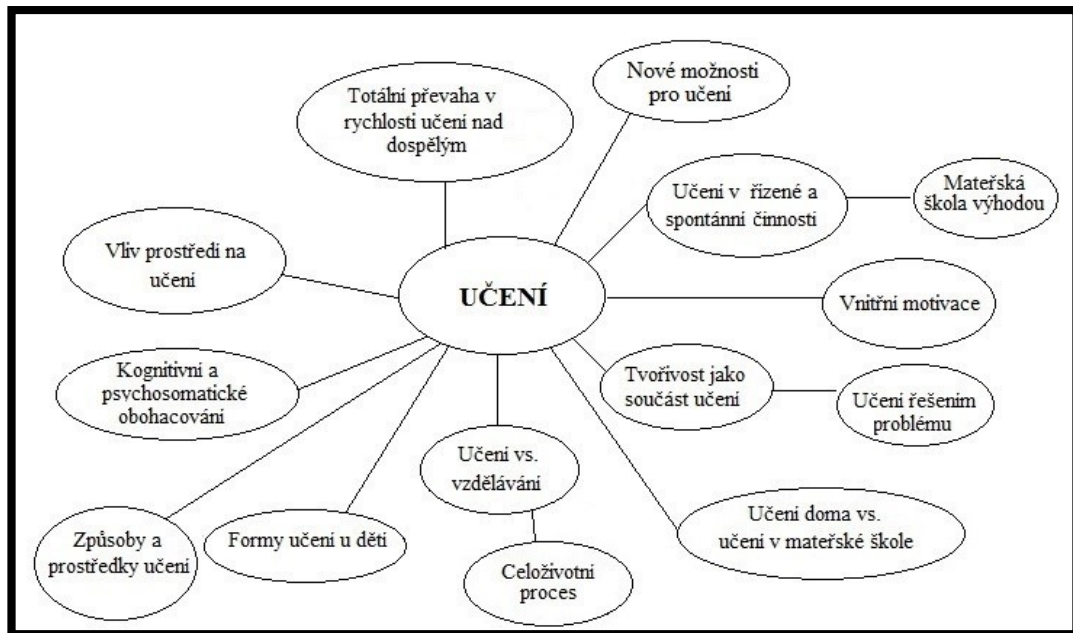 Nové možnosti
pro učení
Totální převaha v
rychlosti učení nad
dospělým
Učení v řízené a
spontánní činnosti
Mateřská
škola výhodou
Vliv prostředí na
učení
UČENÍ
Vnitřní motivace
Kognitivní a
psychosomatické
obohacování
Tvořivost jako
součást učení
Učení řešením
problému
Učení vs.
vzdělávání
Učení doma vs.
učení v mateřské škole
Způsoby a
prostředky učení
Formy učení u dětí
Celoživotní
proces